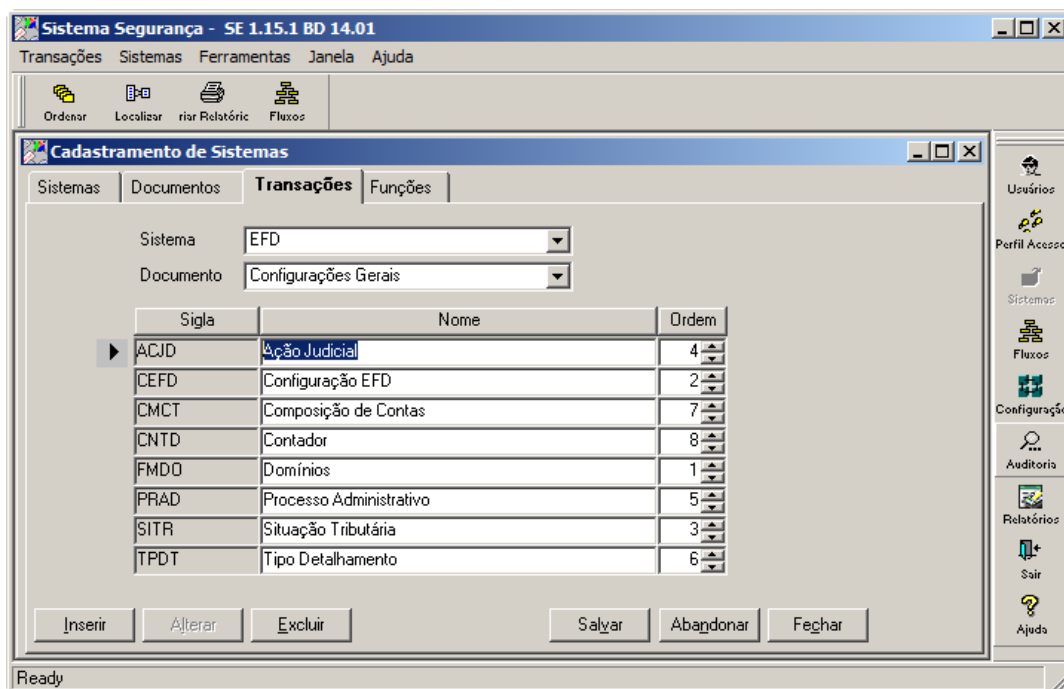 Sistema Segurança -  SE 1.15.1 BD 14.01
Transações Sistemas Ferramentas Janela Ajuda
Ordenar Localizar riar Relatóric Fluxos
Cadastramento de Sistemas
Sistemas Documentos Transações Funções
Sistema EFD
Documento Configurações Gerais
Sigla Nome Ordem
ACJD Ação Judicial 4
CEFD Configuração EFD 2
CMCT Composição de Contas 7
CNTD Contador 8
FMDO Domínios 1
PRAD Processo Administrativo 5
SITR Situação Tributária 3
TPDT Tipo Detalhamento 6
Inserir Alterar Excluir Salvar Abandonar Fechar
Usuários
Perfil Acesso
Sistemas
Fluxos
Configuração
Auditoria
Relatórios
Sair
Ajuda
Ready